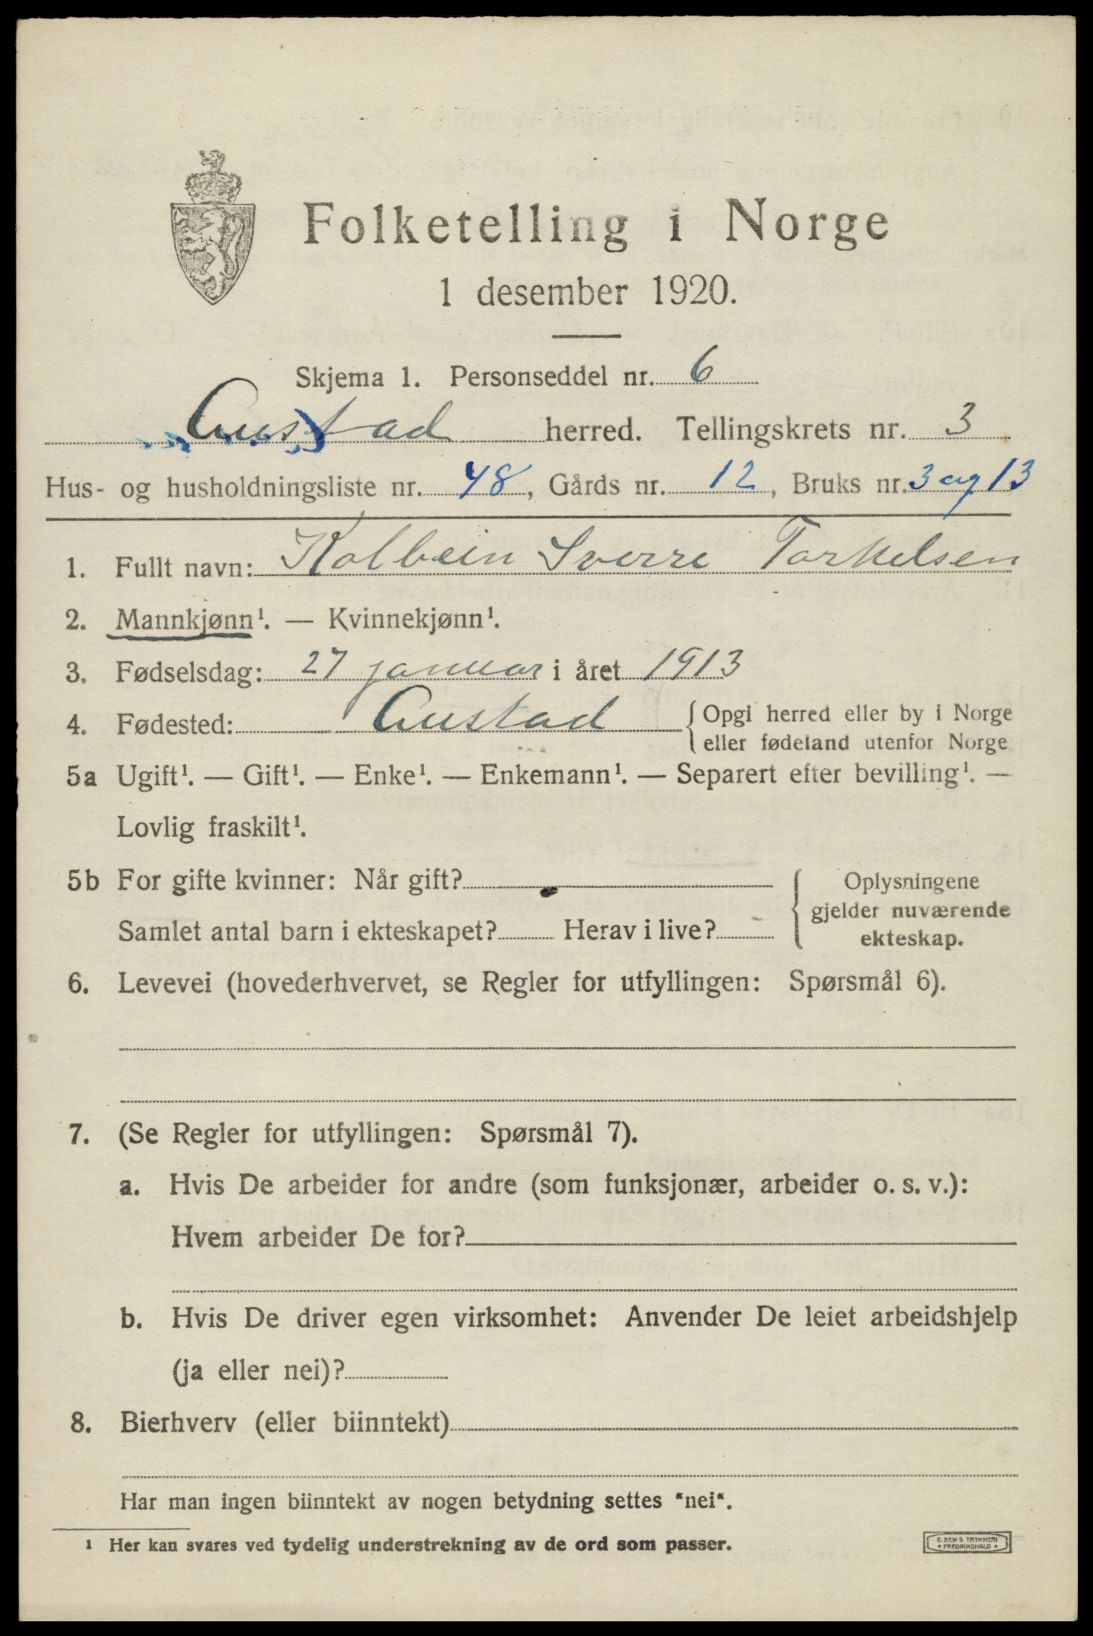 Folketelling i Norge
1 desember 1920.
Skjema 1. Personseddel nr. 6
Austad herred. Tellingskrets nr. 3
Hus- og husholdningsliste nr. 48, Gårds nr. 12, Bruks nr. 3 og 13
1. Fullt navn: Kolbein Sverre Torkelsen
2. Mannkjønn¹. — Kvinnekjønn¹.
3. Fødselsdag: 27 januar i året 1913
4. Fødested: Austad { Opgi herred eller by i Norge
eller fødeland utenfor Norge
5a Ugift¹. — Gift¹. — Enke¹. — Enkemann¹. — Separert efter bevilling¹. —
Lovlig fraskilt¹.
5b For gifte kvinner: Når gift?
Samlet antal barn i ekteskapet? Herav i live?
Oplysningene
gjelder nuværende
ekteskap.
6. Levevei (hovederhvervet, se Regler for utfyllingen: Spørsmål 6).
7. (Se Regler for utfyllingen: Spørsmål 7).
a. Hvis De arbeider for andre (som funksjonær, arbeider o. s. v.):
Hvem arbeider De for?
b. Hvis De driver egen virksomhet: Anvender De leiet arbeidshjelp
(ja eller nei)?
8. Bierhverv (eller biinntekt)
Har man ingen biinntekt av nogen betydning settes "nei".
¹ Her kan svares ved tydelig understrekning av de ord som passer.
FREDRIKSHALD